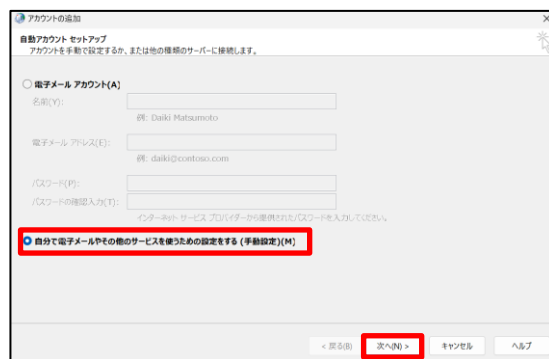 アカウントの追加
自動アカウント セットアップ
アカウントを手動で設定するか、または他の種類のサーバーに接続します。
電子メール アカウント(A)
名前(Y):
例: Daiki Matsumoto
電子メール アドレス(E):
例: daiki@contoso.com
パスワード(P):
パスワードの確認入力(T):
インターネット サービス プロバイダーから提供されたパスワードを入力してください。
自分で電子メールやその他のサービスを使うための設定をする (手動設定)(M)
< 戻る(B) 次へ(N) > キャンセル ヘルプ